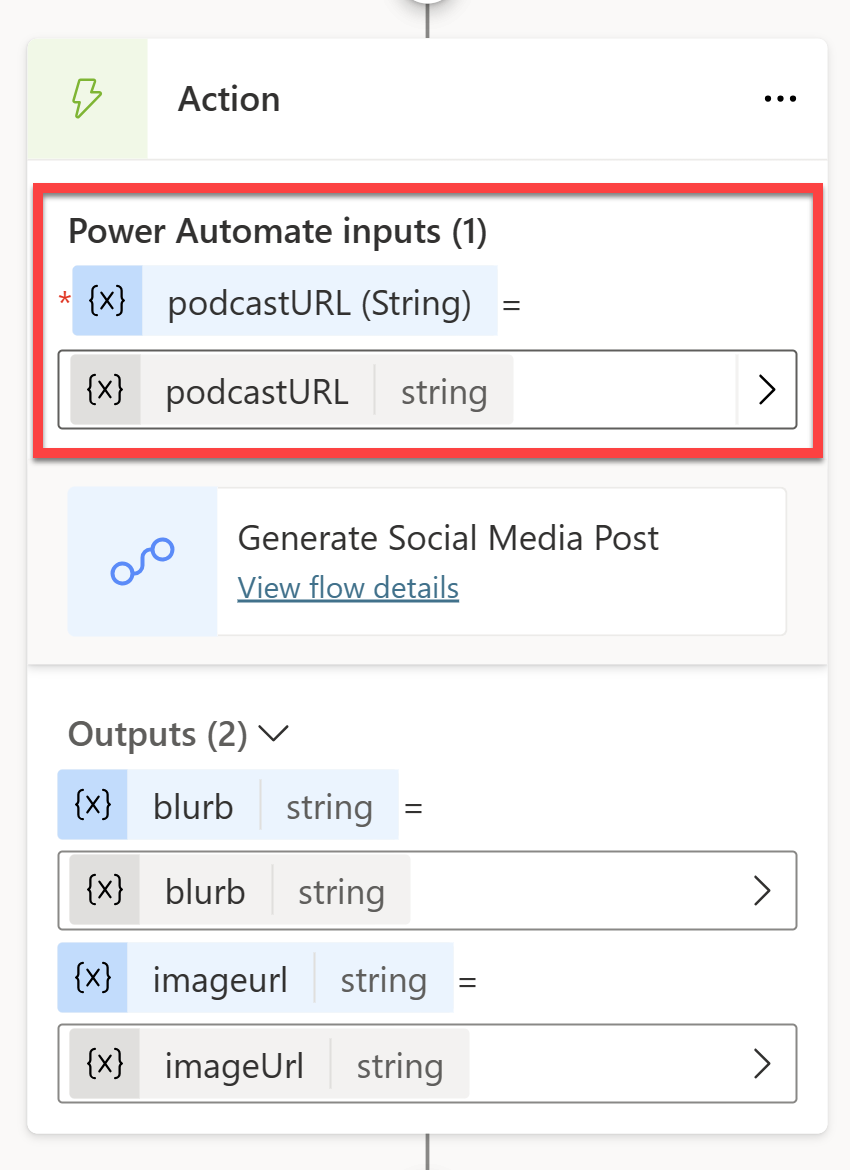 Action
Power Automate inputs (1)
* {x} podcastURL (String) =
{x} podcastURL string
Generate Social Media Post
View flow details
Outputs (2)
{x} blurb string =
{x} blurb string
{x} imageurl string =
{x} imageUrl string